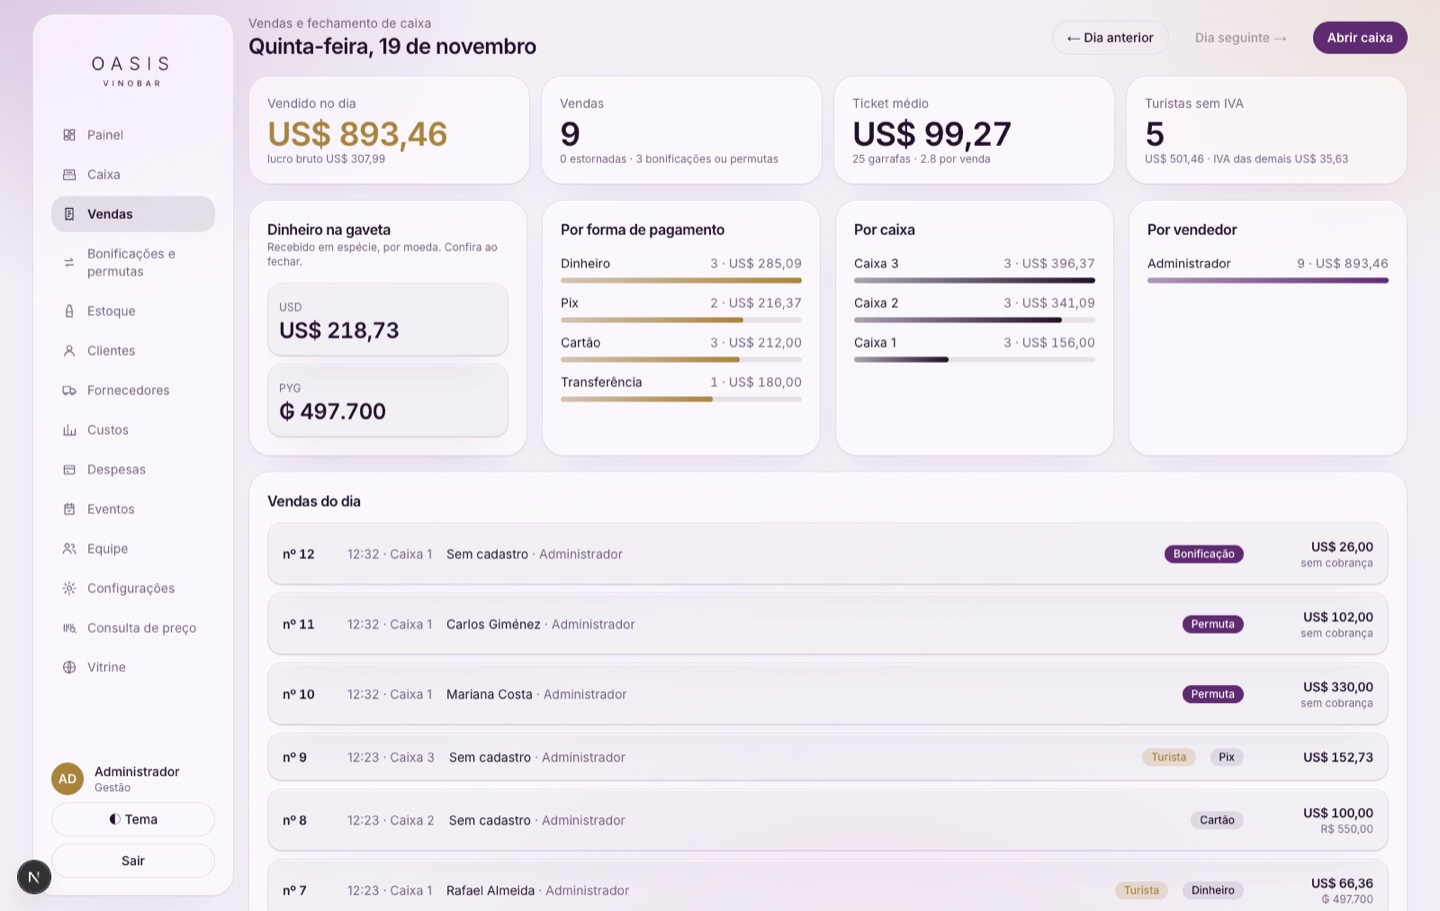 OASIS
VINOBAR
Painel
Caixa
Vendas
Bonificações e
permutas
Estoque
Clientes
Fornecedores
Custos
Despesas
Eventos
Equipe
Configurações
Consulta de preço
Vitrine
AD
Administrador
Gestão
Tema
Sair
N
Vendas e fechamento de caixa
Quinta-feira, 19 de novembro
← Dia anterior
Dia seguinte →
Abrir caixa
Vendido no dia
US$ 893,46
lucro bruto US$ 307,99
Vendas
9
0 estornadas · 3 bonificações ou permutas
Ticket médio
US$ 99,27
25 garrafas · 2.8 por venda
Turistas sem IVA
5
US$ 501,46 · IVA das demais US$ 35,63
Dinheiro na gaveta
Recebido em espécie, por moeda. Confira ao
fechar.
USD
US$ 218,73
PYG
₲ 497.700
Por forma de pagamento
Dinheiro 3 · US$ 285,09
Pix 2 · US$ 216,37
Cartão 3 · US$ 212,00
Transferência 1 · US$ 180,00
Por caixa
Caixa 3 3 · US$ 396,37
Caixa 2 3 · US$ 341,09
Caixa 1 3 · US$ 156,00
Por vendedor
Administrador 9 · US$ 893,46
Vendas do dia
nº 12 12:32 · Caixa 1 Sem cadastro · Administrador Bonificação US$ 26,00
sem cobrança
nº 11 12:32 · Caixa 1 Carlos Giménez · Administrador Permuta US$ 102,00
sem cobrança
nº 10 12:32 · Caixa 1 Mariana Costa · Administrador Permuta US$ 330,00
sem cobrança
nº 9 12:23 · Caixa 3 Sem cadastro · Administrador Turista Pix US$ 152,73
nº 8 12:23 · Caixa 2 Sem cadastro · Administrador Cartão US$ 100,00
R$ 550,00
nº 7 12:23 · Caixa 1 Rafael Almeida · Administrador Turista Dinheiro US$ 66,36
₲ 497.700